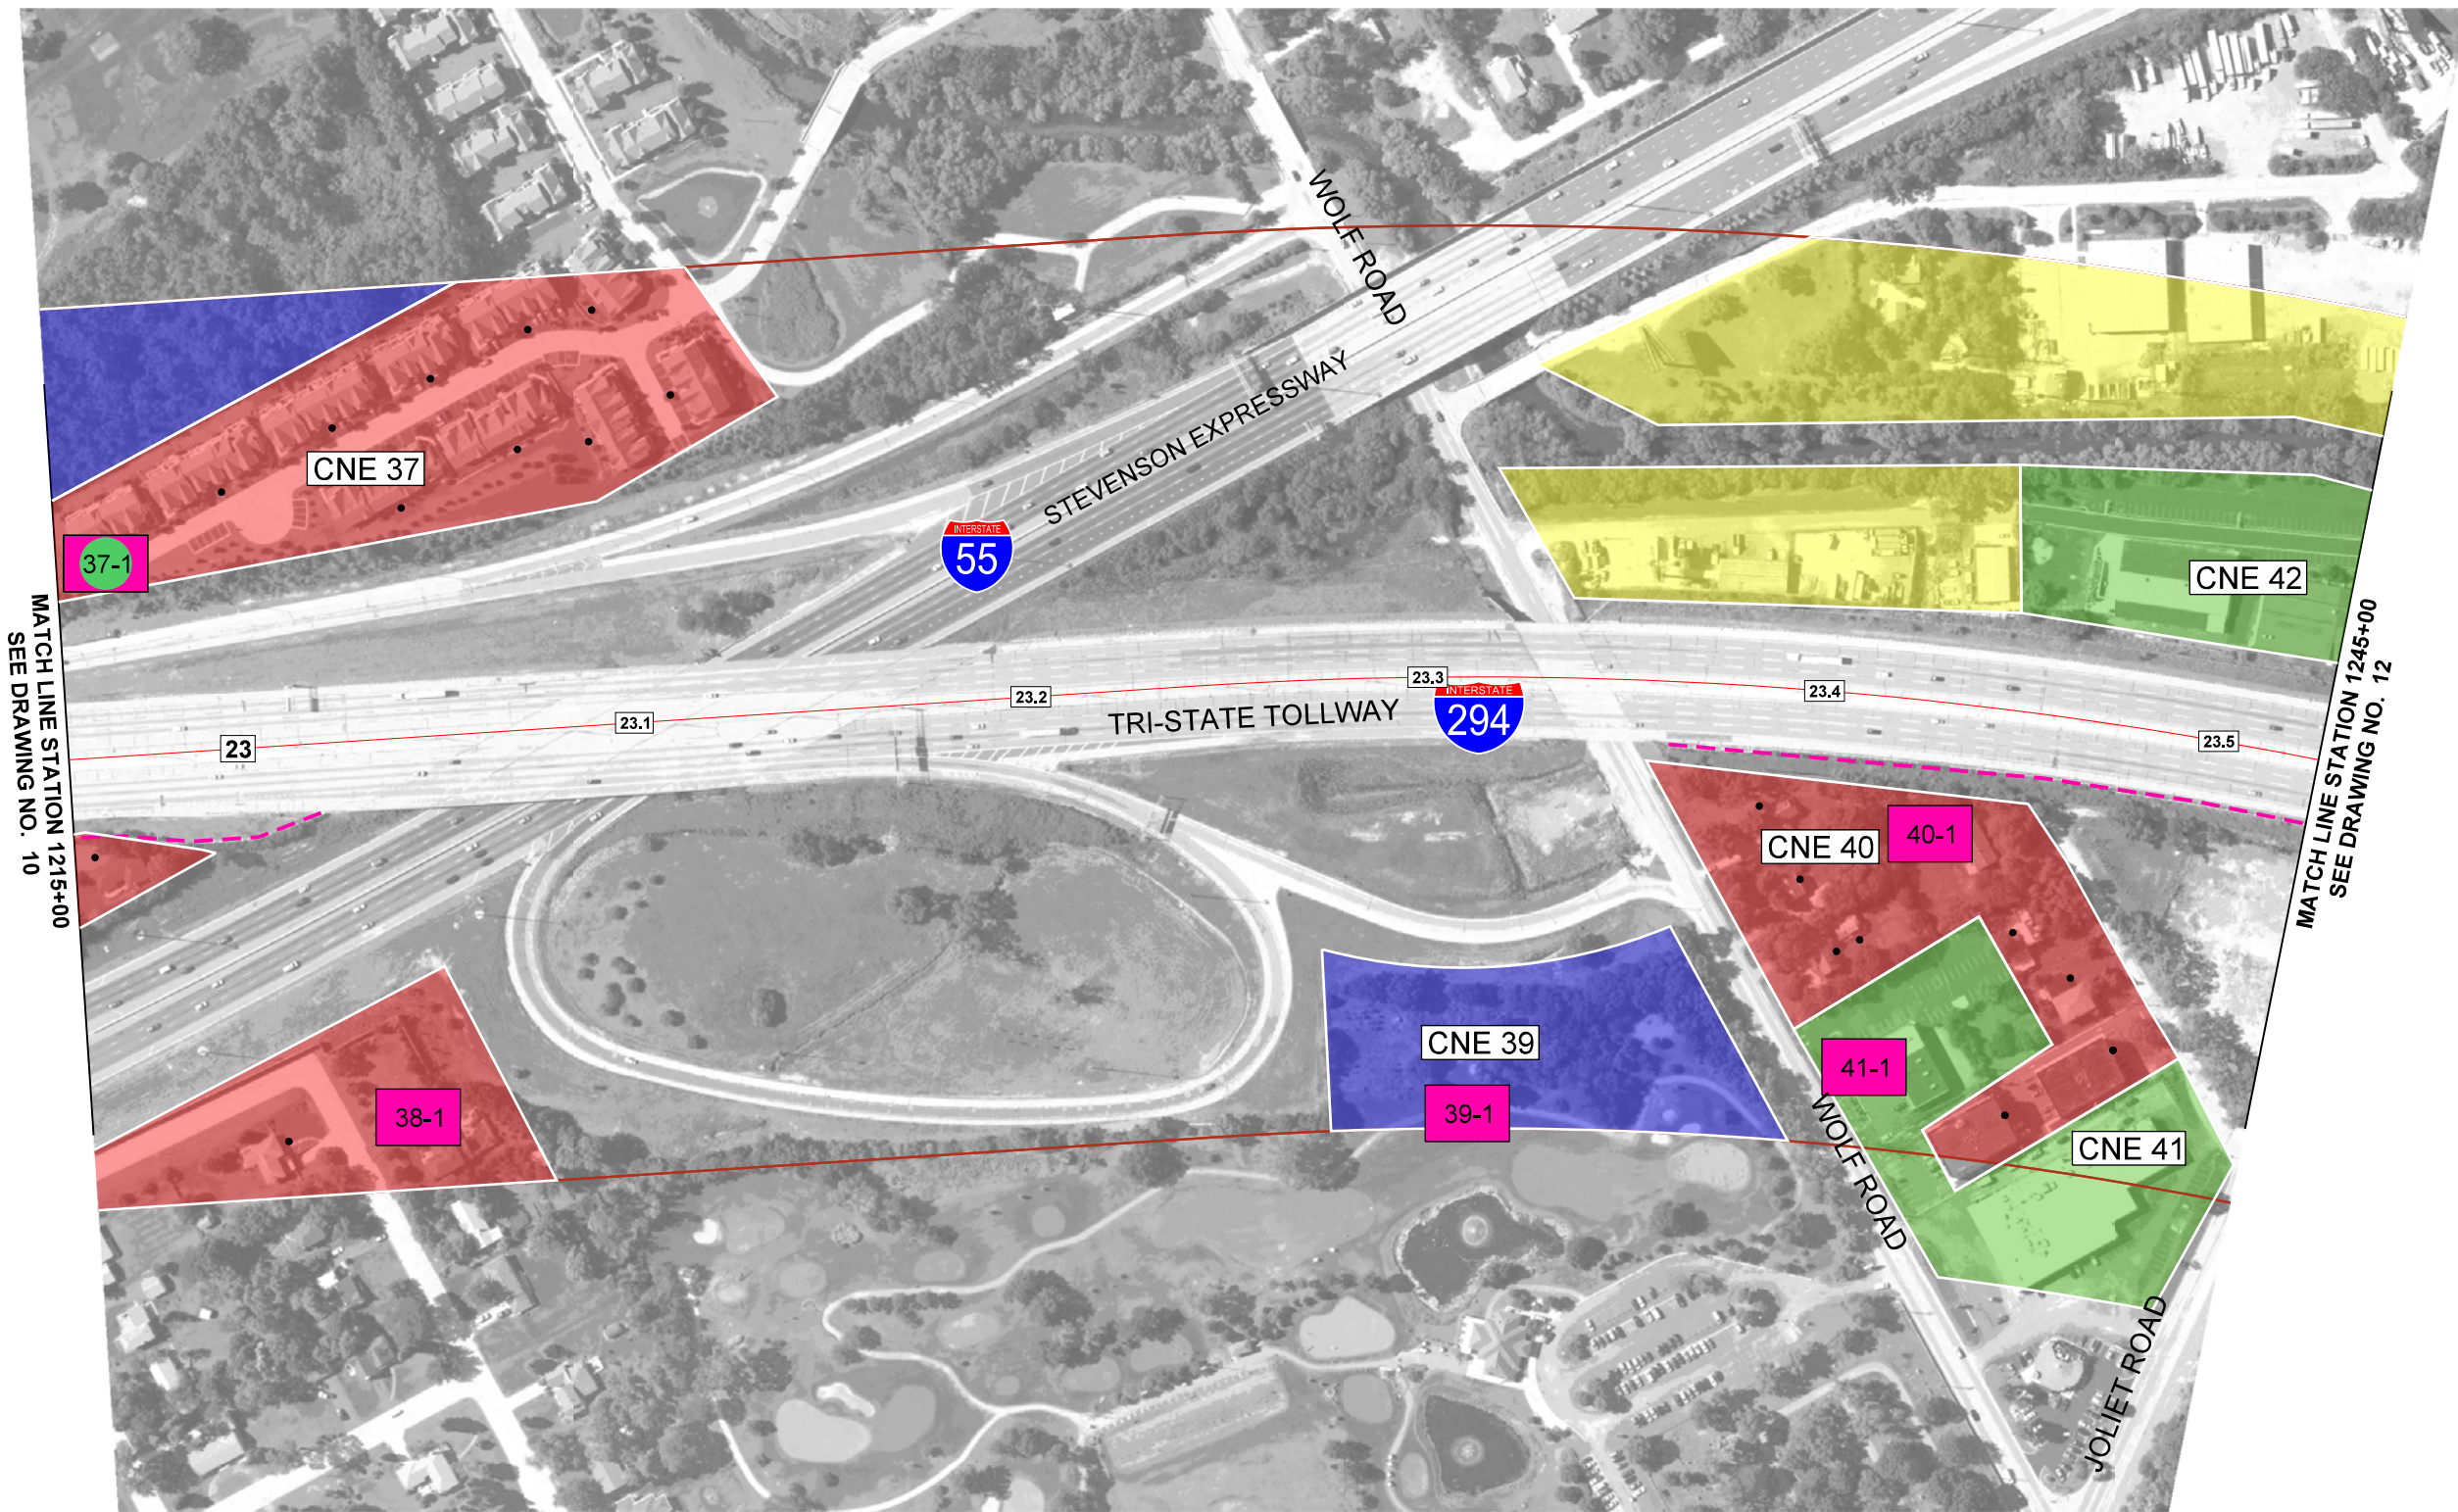 WOLF ROAD
STEVENSON EXPRESSWAY
CNE 37
37-1
INTERSTATE
55
CNE 42
MATCH LINE STATION 1215+00
SEE DRAWING NO. 10
MATCH LINE STATION 1245+00
SEE DRAWING NO. 12
23
23.1
23.2
23.3
23.4
23.5
TRI-STATE TOLLWAY
INTERSTATE
294
CNE 40
40-1
CNE 39
39-1
41-1
38-1
CNE 41
WOLF ROAD
JOLIET ROAD